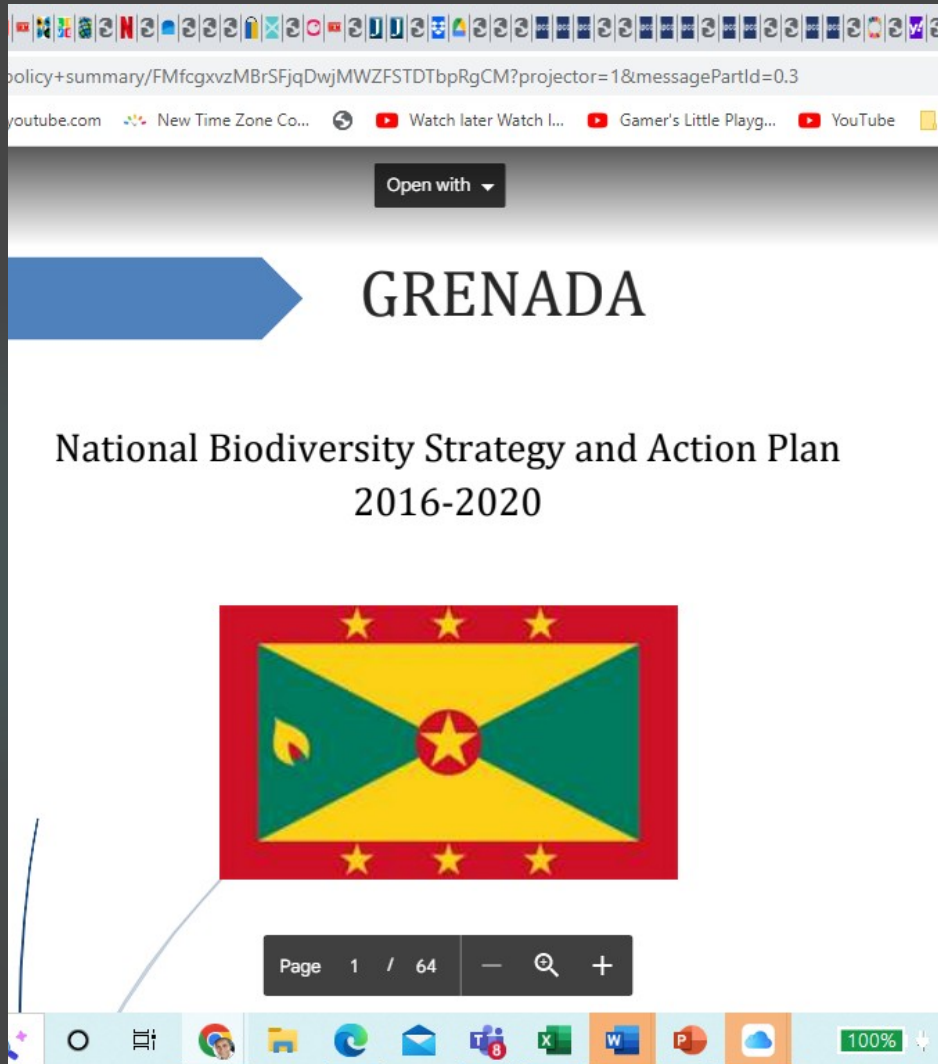 policy+summary/FMfcgxvzMBrSFjqDwjMWZFSTDTbpRgCM?projector=1&messagePartId=0.3
youtube.com New Time Zone Co... Watch later Watch l... Gamer's Little Playg... YouTube
Open with
GRENADA
National Biodiversity Strategy and Action Plan
2016-2020
Page 1 / 64
8
100%